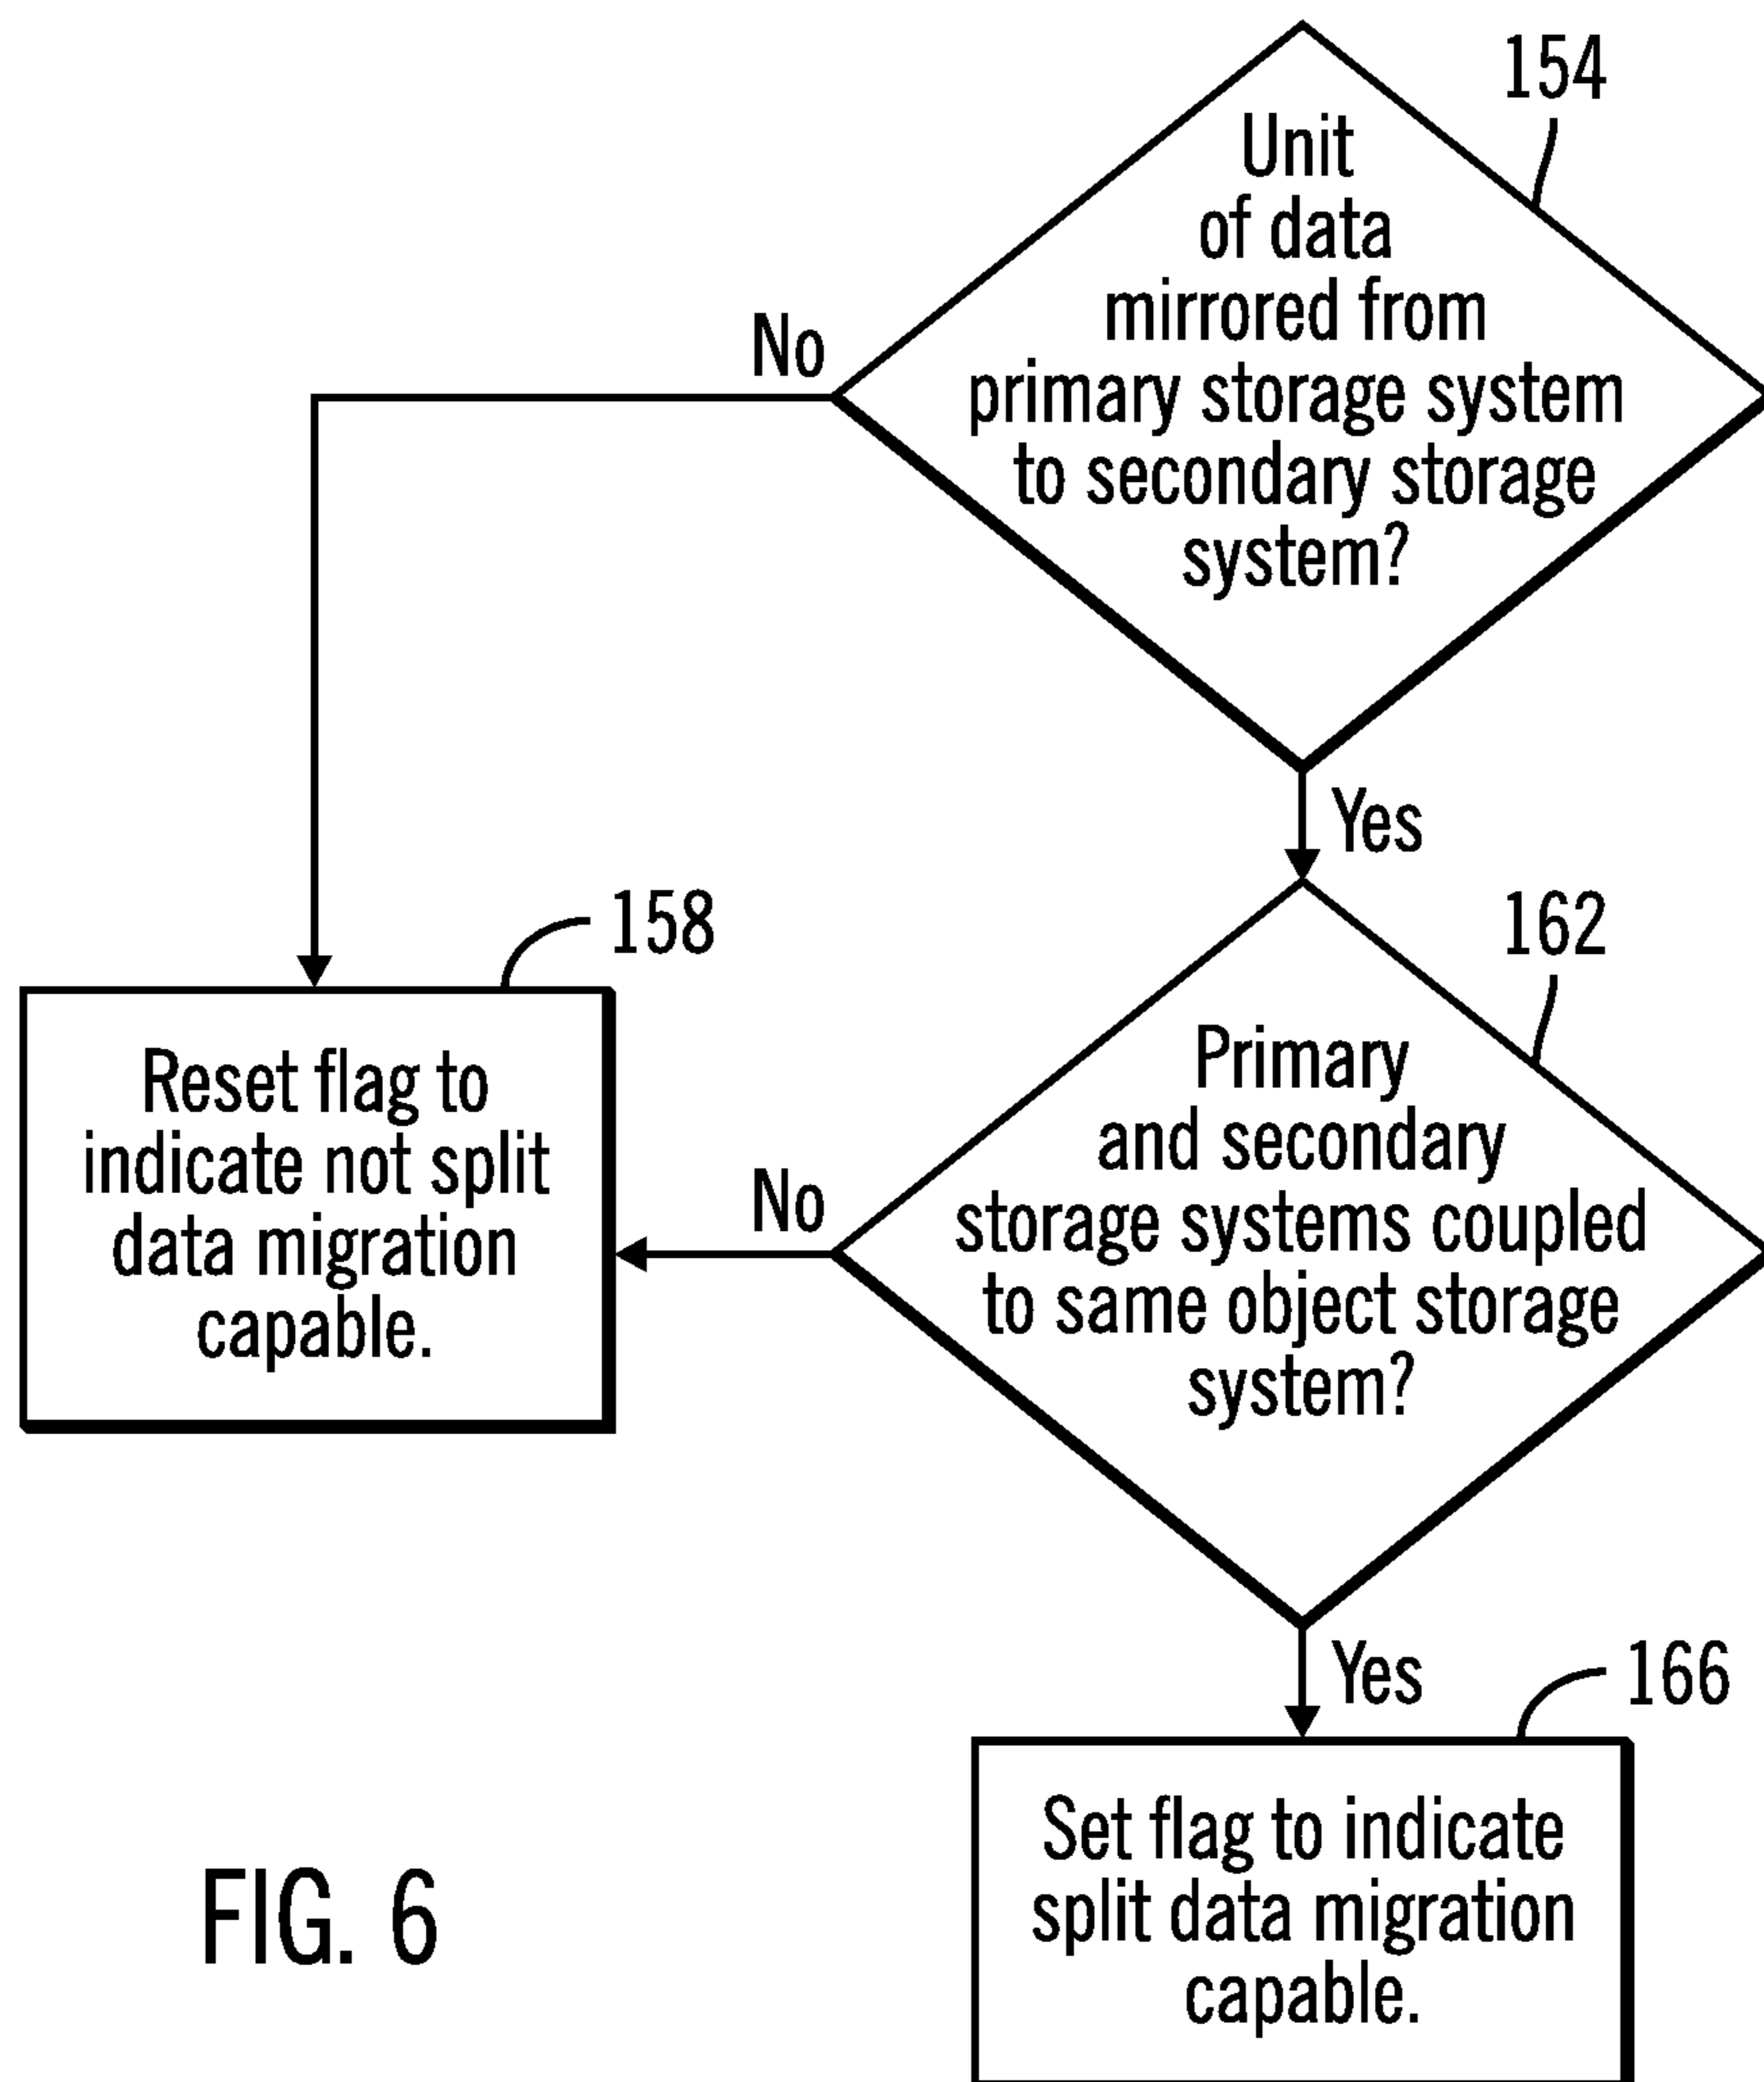 154
Unit
of data
mirrored from
primary storage system
to secondary storage
system?
No
Yes
158
Reset flag to
indicate not split
data migration
capable.
162
Primary
and secondary
storage systems coupled
to same object storage
system?
No
Yes
166
Set flag to indicate
split data migration
capable.
FIG. 6